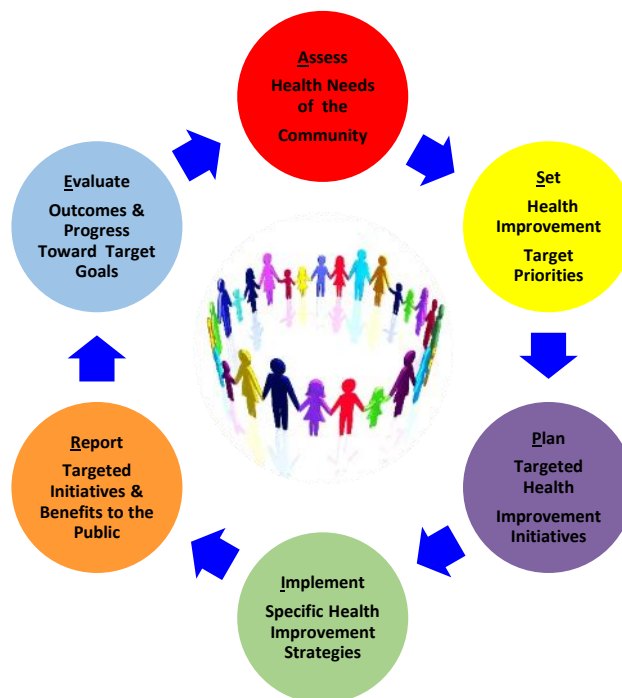 Assess
Health Needs
of the
Community
Set
Health
Improvement
Target
Priorities
Plan
Targeted
Health
Improvement
Initiatives
Implement
Specific Health
Improvement
Strategies
Report
Targeted
Initiatives &
Benefits to the
Public
Evaluate
Outcomes &
Progress
Toward Target
Goals